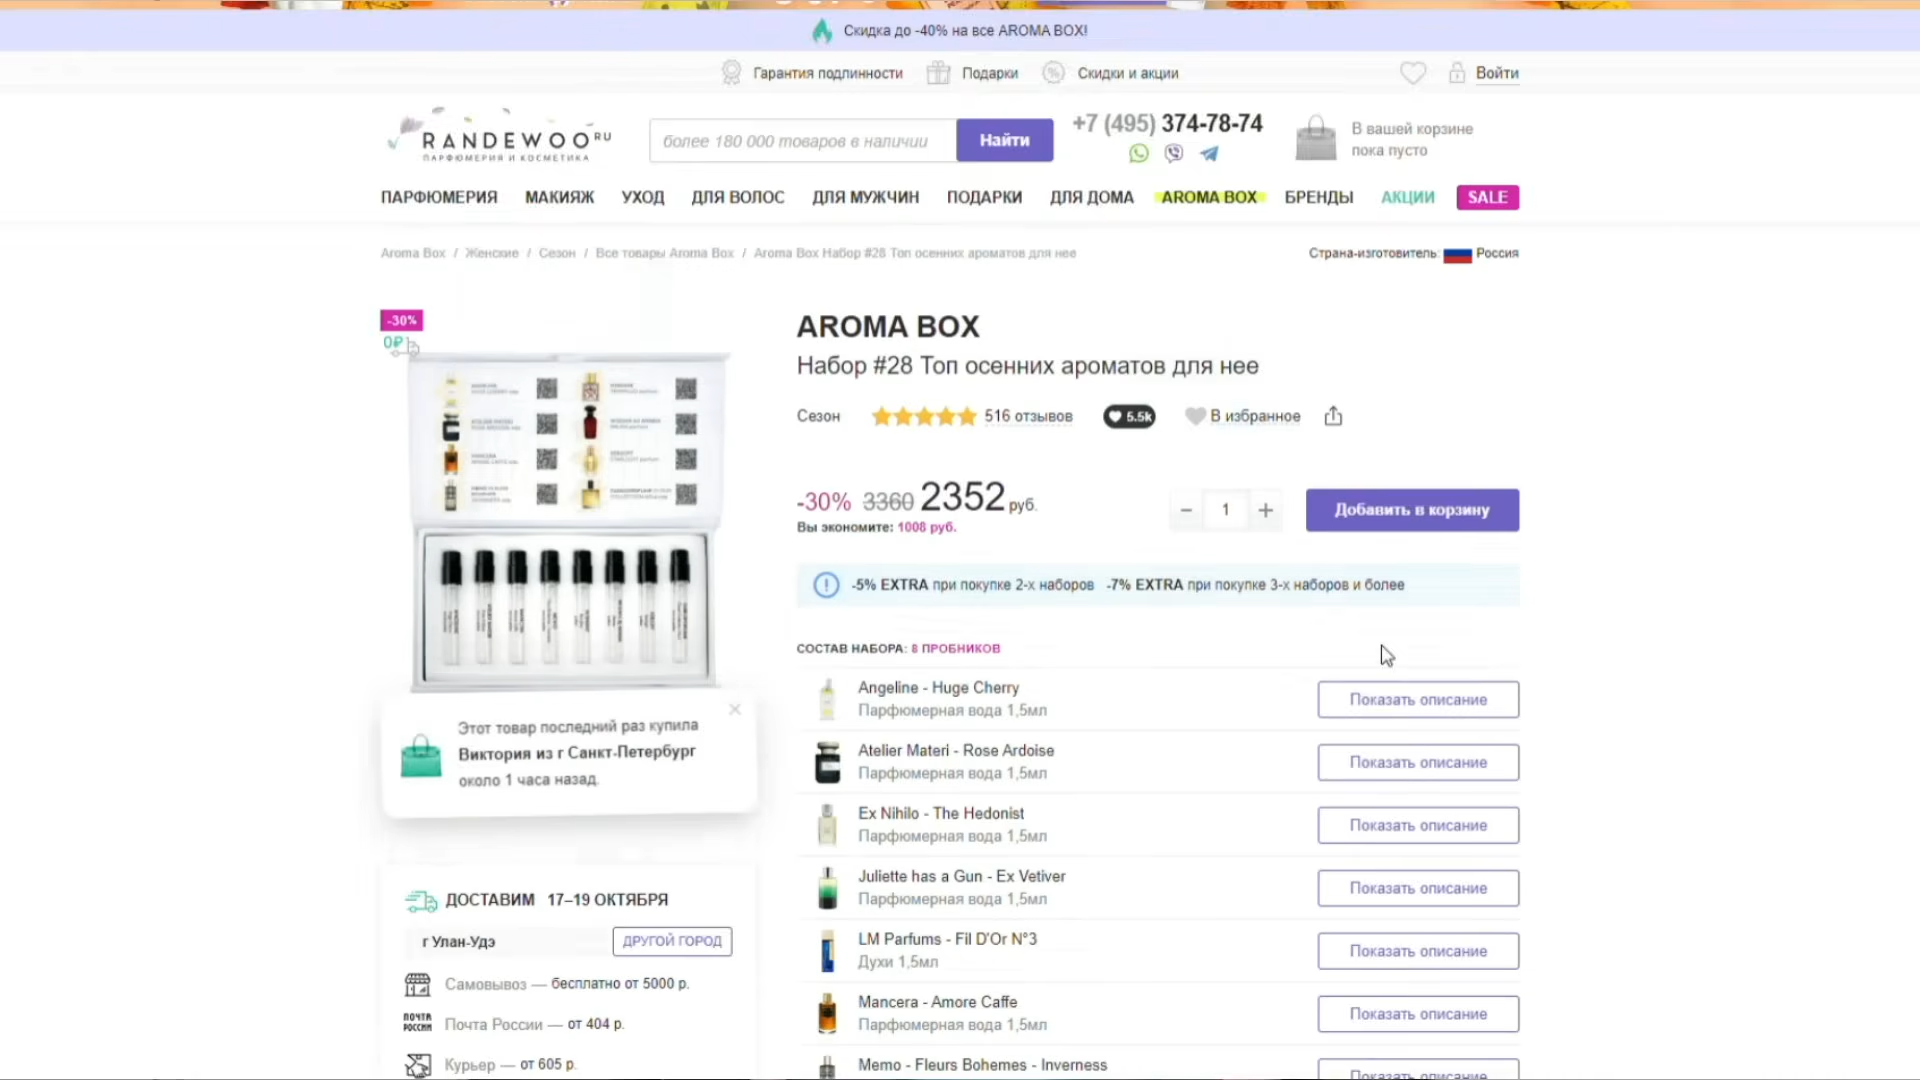 Скидка до -40% на все AROMA BOX!
Гарантия подлинности
Подарки
Скидки и акции
Войти
RANDEWOO RU
ПАРФЮМЕРИЯ И КОСМЕТИКА
более 180 000 товаров в наличии
Найти
+7 (495) 374-78-74
В вашей корзине
пока пусто
ПАРФЮМЕРИЯ МАКИЯЖ УХОД ДЛЯ ВОЛОС ДЛЯ МУЖЧИН ПОДАРКИ ДЛЯ ДОМА AROMA BOX БРЕНДЫ АКЦИИ SALE
Aroma Box / Женские / Сезон / Все товары Aroma Box / Aroma Box Набор #28 Топ осенних ароматов для нее
Страна-изготовитель: Россия
-30%
0₽
AROMA BOX
Набор #28 Топ осенних ароматов для нее
Сезон
516 отзывов
5.5k
В избранное
-30% 3360 2352 руб.
Вы экономите: 1008 руб.
− 1 +
Добавить в корзину
-5% EXTRA при покупке 2-х наборов -7% EXTRA при покупке 3-х наборов и более
СОСТАВ НАБОРА: 8 ПРОБНИКОВ
Angeline - Huge Cherry
Парфюмерная вода 1,5мл
Показать описание
Atelier Materi - Rose Ardoise
Парфюмерная вода 1,5мл
Показать описание
Ex Nihilo - The Hedonist
Парфюмерная вода 1,5мл
Показать описание
Juliette has a Gun - Ex Vetiver
Парфюмерная вода 1,5мл
Показать описание
LM Parfums - Fil D'Or N°3
Духи 1,5мл
Показать описание
Mancera - Amore Caffe
Парфюмерная вода 1,5мл
Показать описание
Memo - Fleurs Bohemes - Inverness
Показать описание
Этот товар последний раз купила
Виктория из г Санкт-Петербург
около 1 часа назад.
ДОСТАВИМ 17–19 ОКТЯБРЯ
г Улан-Удэ
ДРУГОЙ ГОРОД
Самовывоз — бесплатно от 5000 р.
ПОЧТА
РОССИИ
Почта России — от 404 р.
Курьер — от 605 р.